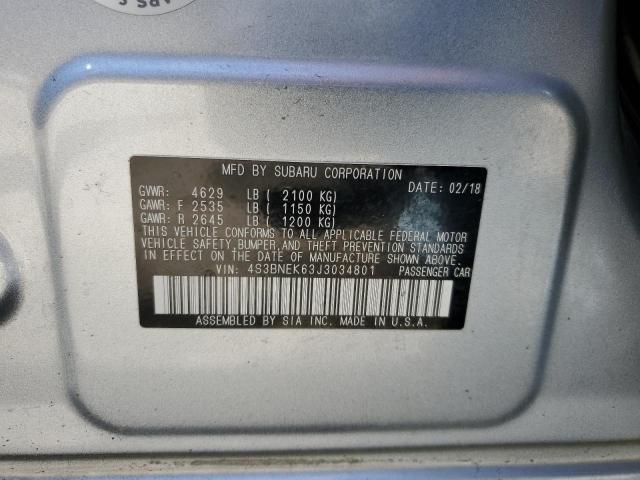 MFD BY SUBARU CORPORATION DATE: 02/18
GVWR: 4629 LB ( 2100 KG)
GAWR: F 2535 LB ( 1150 KG)
GAWR: R 2645 LB ( 1200 KG)
THIS VEHICLE CONFORMS TO ALL APPLICABLE FEDERAL MOTOR
VEHICLE SAFETY,BUMPER,AND THEFT PREVENTION STANDARDS
IN EFFECT ON THE DATE OF MANUFACTURE SHOWN ABOVE.
VIN: 4S3BNEK63J3034801 PASSENGER CAR
ASSEMBLED BY SIA INC. MADE IN U.S.A.